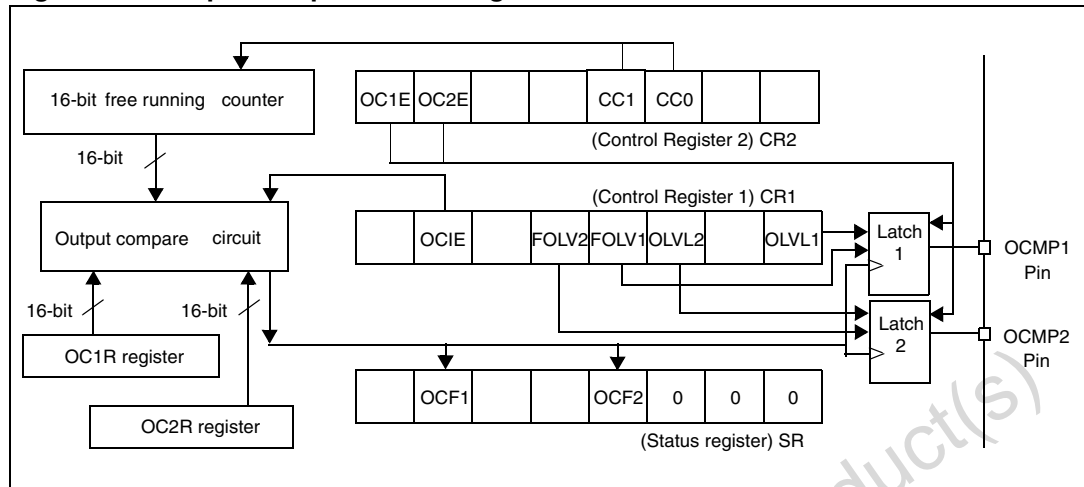 16-bit free running counter
OC1E OC2E CC1 CC0
(Control Register 2) CR2
16-bit
(Control Register 1) CR1
Output compare circuit
OCIE FOLV2 FOLV1 OLVL2 OLVL1
Latch
1
OCMP1
Pin
16-bit 16-bit
Latch
2
OCMP2
Pin
OC1R register
OCF1 OCF2 0 0 0
OC2R register
(Status register) SR